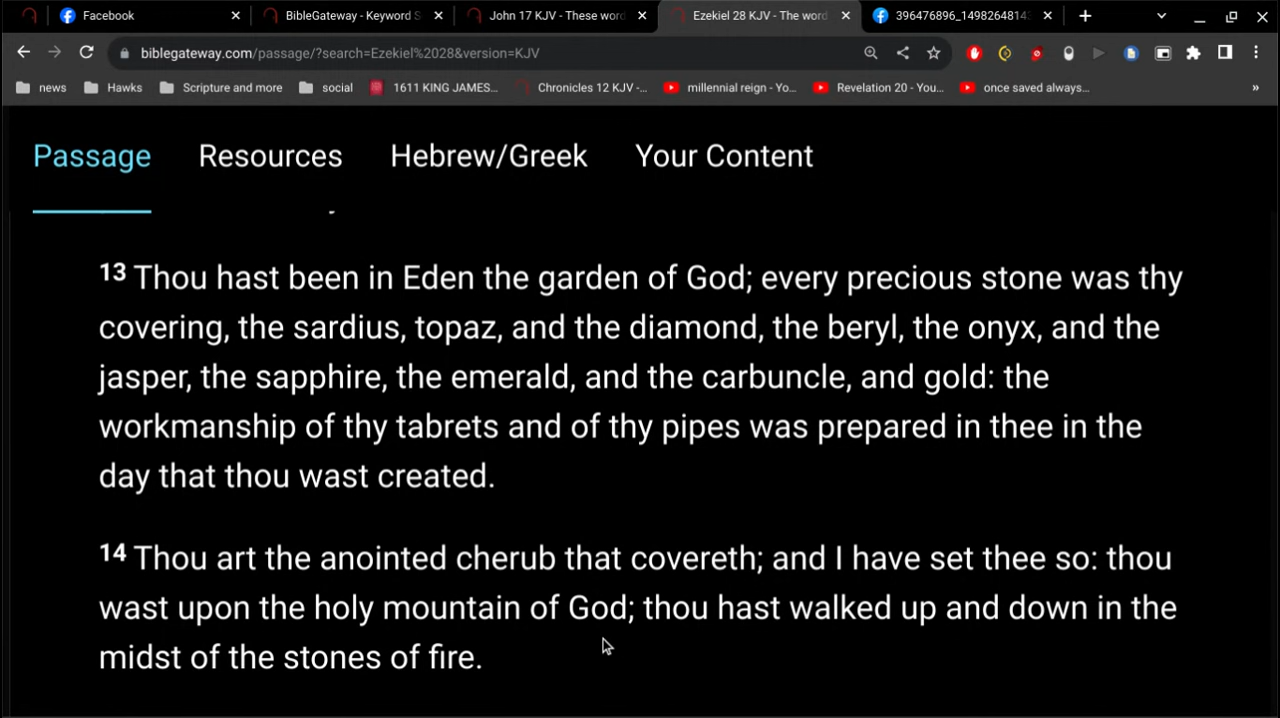 Facebook
BibleGateway - Keyword S
John 17 KJV - These word
Ezekiel 28 KJV - The word
396476896_1498264814
biblegateway.com/passage/?search=Ezekiel%2028&version=KJV
news
Hawks
Scripture and more
social
1611 KING JAMES...
Chronicles 12 KJV -...
millennial reign - Yo...
Revelation 20 - You...
once saved always...
»
Passage
Resources
Hebrew/Greek
Your Content
13 Thou hast been in Eden the garden of God; every precious stone was thy
covering, the sardius, topaz, and the diamond, the beryl, the onyx, and the
jasper, the sapphire, the emerald, and the carbuncle, and gold: the
workmanship of thy tabrets and of thy pipes was prepared in thee in the
day that thou wast created.
14 Thou art the anointed cherub that covereth; and I have set thee so: thou
wast upon the holy mountain of God; thou hast walked up and down in the
midst of the stones of fire.